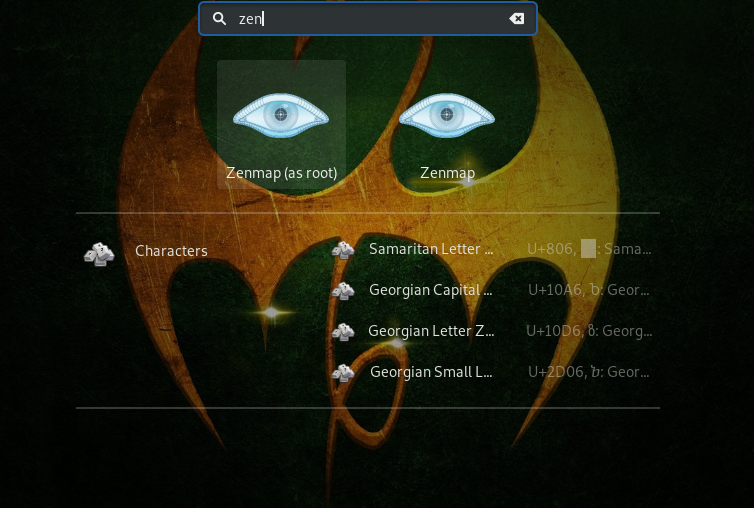 zen
Zenmap (as root)
Zenmap
Characters
Samaritan Letter ... U+806, : Sama...
Georgian Capital ... U+10A6, Ⴆ: Geor...
Georgian Letter Z... U+10D6, ზ: Georg...
Georgian Small L... U+2D06, ⴆ: Geor...